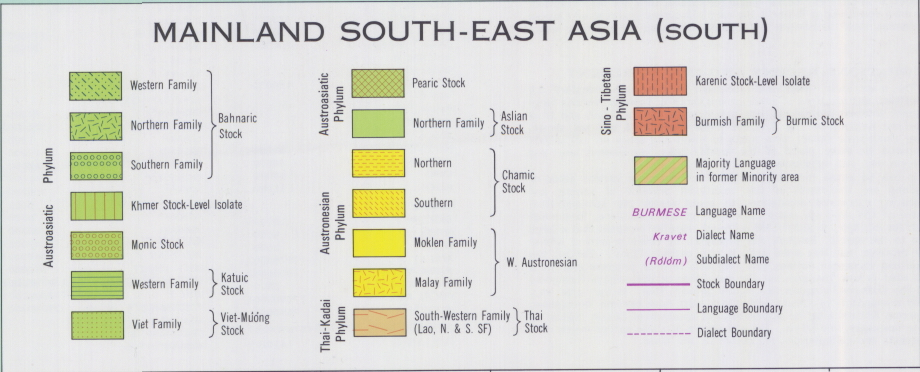 MAINLAND SOUTH-EAST ASIA (SOUTH)
Austroasiatic Phylum
Western Family
Northern Family
Southern Family
Bahnaric
Stock
Khmer Stock-Level Isolate
Monic Stock
Western Family
Katuic
Stock
Viet Family
Viet-Mường
Stock
Austroasiatic
Phylum
Pearic Stock
Northern Family
Aslian
Stock
Austronesian
Phylum
Northern
Southern
Chamic
Stock
Moklen Family
Malay Family
W. Austronesian
Thai-Kadai
Phylum
South-Western Family
(Lao, N. & S. SF)
Thai
Stock
Sino - Tibetan
Phylum
Karenic Stock-Level Isolate
Burmish Family
Burmic Stock
Majority Language
in former Minority area
BURMESE Language Name
Kravet Dialect Name
(Rɔlɔm) Subdialect Name
Stock Boundary
Language Boundary
Dialect Boundary